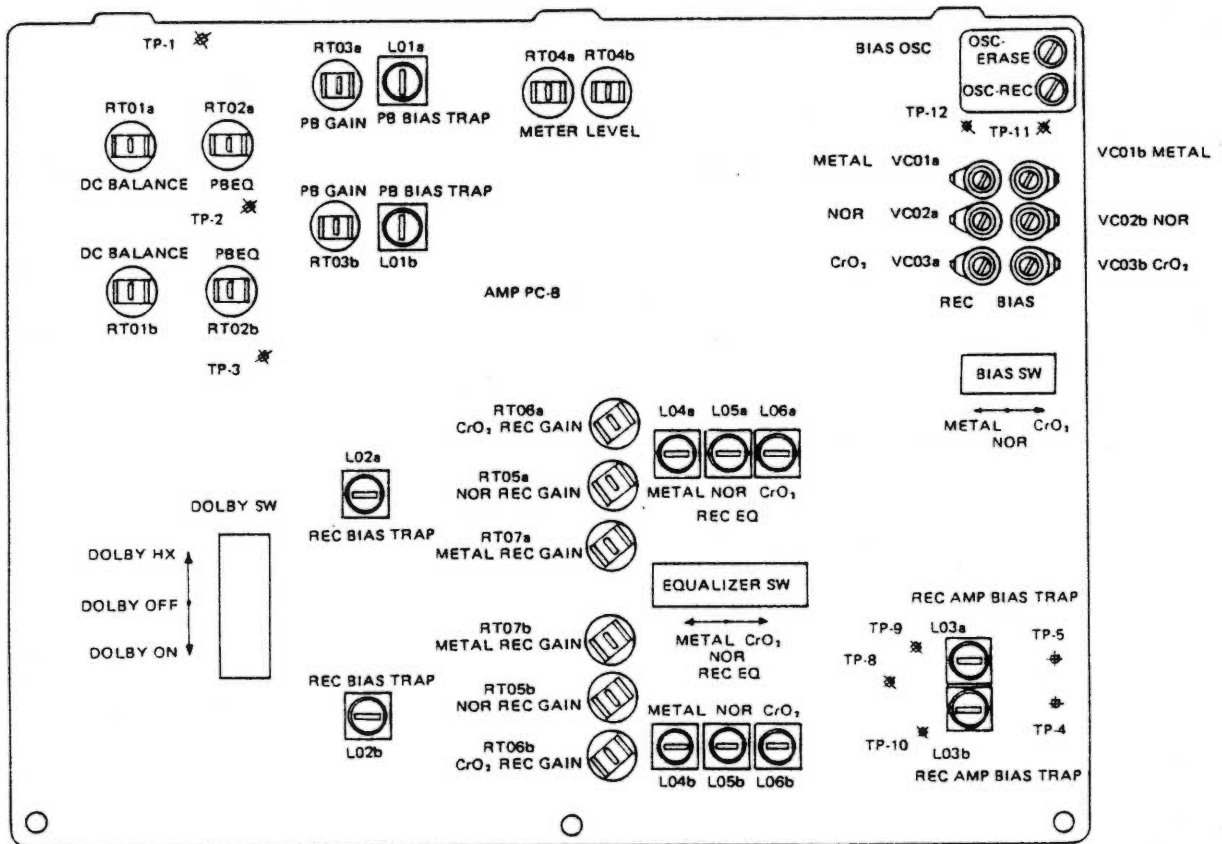 TP-1
RT03a L01a
PB GAIN PB BIAS TRAP
RT04a RT04b
METER LEVEL
BIAS OSC
OSC-
ERASE
OSC-REC
TP-12
TP-11
RT01a RT02a
DC BALANCE PBEQ
TP-2
PB GAIN PB BIAS TRAP
RT03b L01b
METAL VC01a
VC01b METAL
NOR VC02a
VC02b NOR
CrO₂ VC03a
VC03b CrO₂
REC BIAS
DC BALANCE PBEQ
RT01b RT02b
TP-3
AMP PC-8
BIAS SW
METAL CrO₂
NOR
RT06a
CrO₂ REC GAIN
RT05a
NOR REC GAIN
RT07a
METAL REC GAIN
L04a L05a L06a
METAL NOR CrO₂
REC EQ
L02a
REC BIAS TRAP
DOLBY SW
DOLBY HX
DOLBY OFF
DOLBY ON
EQUALIZER SW
METAL CrO₂
NOR
REC EQ
RT07b
METAL REC GAIN
RT05b
NOR REC GAIN
RT06b
CrO₂ REC GAIN
REC BIAS TRAP
L02b
METAL NOR CrO₂
L04b L05b L06b
REC AMP BIAS TRAP
TP-9 L03a TP-5
TP-8
TP-10 TP-4
L03b
REC AMP BIAS TRAP